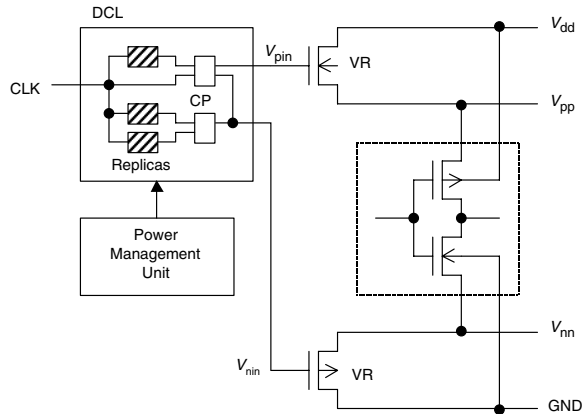 DCL
V_dd
V_pin
VR
CLK
CP
V_pp
Replicas
Power
Management
Unit
V_nn
V_nin
VR
GND